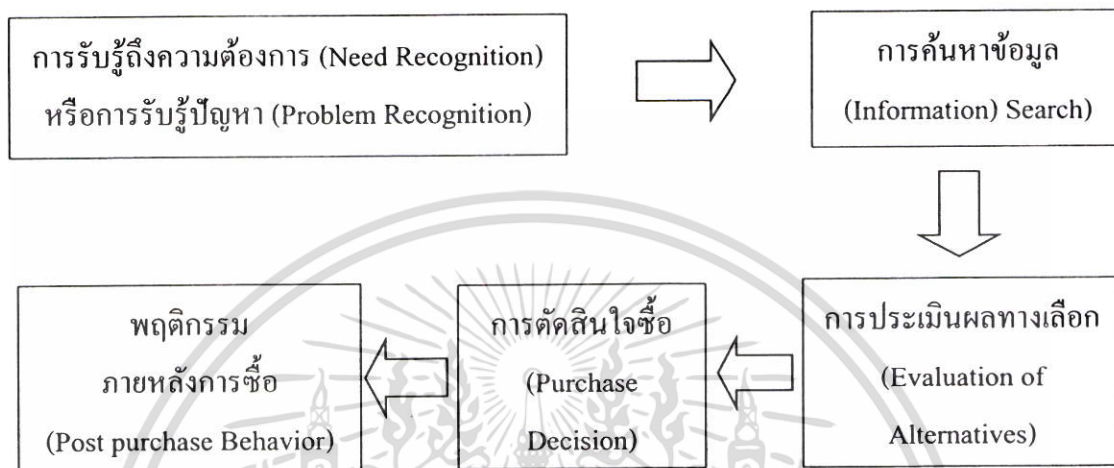 การรับรู้ถึงความต้องการ (Need Recognition)
หรือการรับรู้ปัญหา (Problem Recognition)
การค้นหาข้อมูล
(Information) Search)
การประเมินผลทางเลือก
(Evaluation of
Alternatives)
การตัดสินใจซื้อ
(Purchase
Decision)
พฤติกรรม
ภายหลังการซื้อ
(Post purchase Behavior)